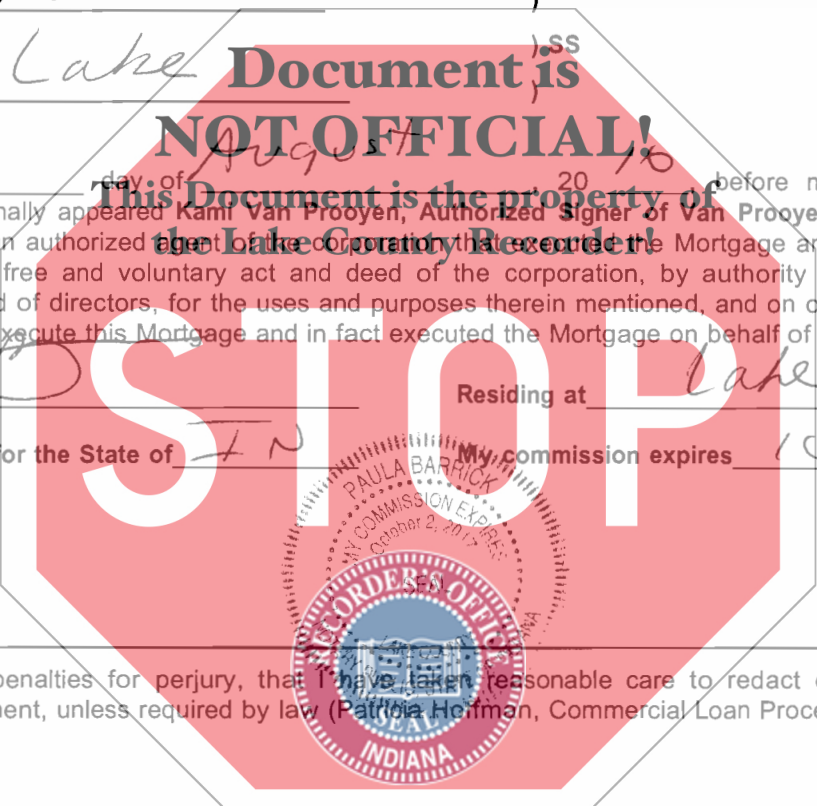 ) SS
Lake
Document is
)
NOT OFFICIAL!
day of August, 20 16, before m
This Document is the property of
nally appeared Kami Van Prooyen, Authorized Signer of Van Prooye
the Lake County Recorder!
n authorized agent of the corporation that executed the Mortgage an
free and voluntary act and deed of the corporation, by authority
d of directors, for the uses and purposes therein mentioned, and on o
xecute this Mortgage and in fact executed the Mortgage on behalf of
STOP
Residing at Lake
for the State of IN
My commission expires 10
PAULA BARRICK
MY COMMISSION EXPIRES
October 2, 2017
SEAL
RECORDER'S OFFICE
SEAL
INDIANA
penalties for perjury, that I have taken reasonable care to redact
ment, unless required by law (Patricia Hoffman, Commercial Loan Proce